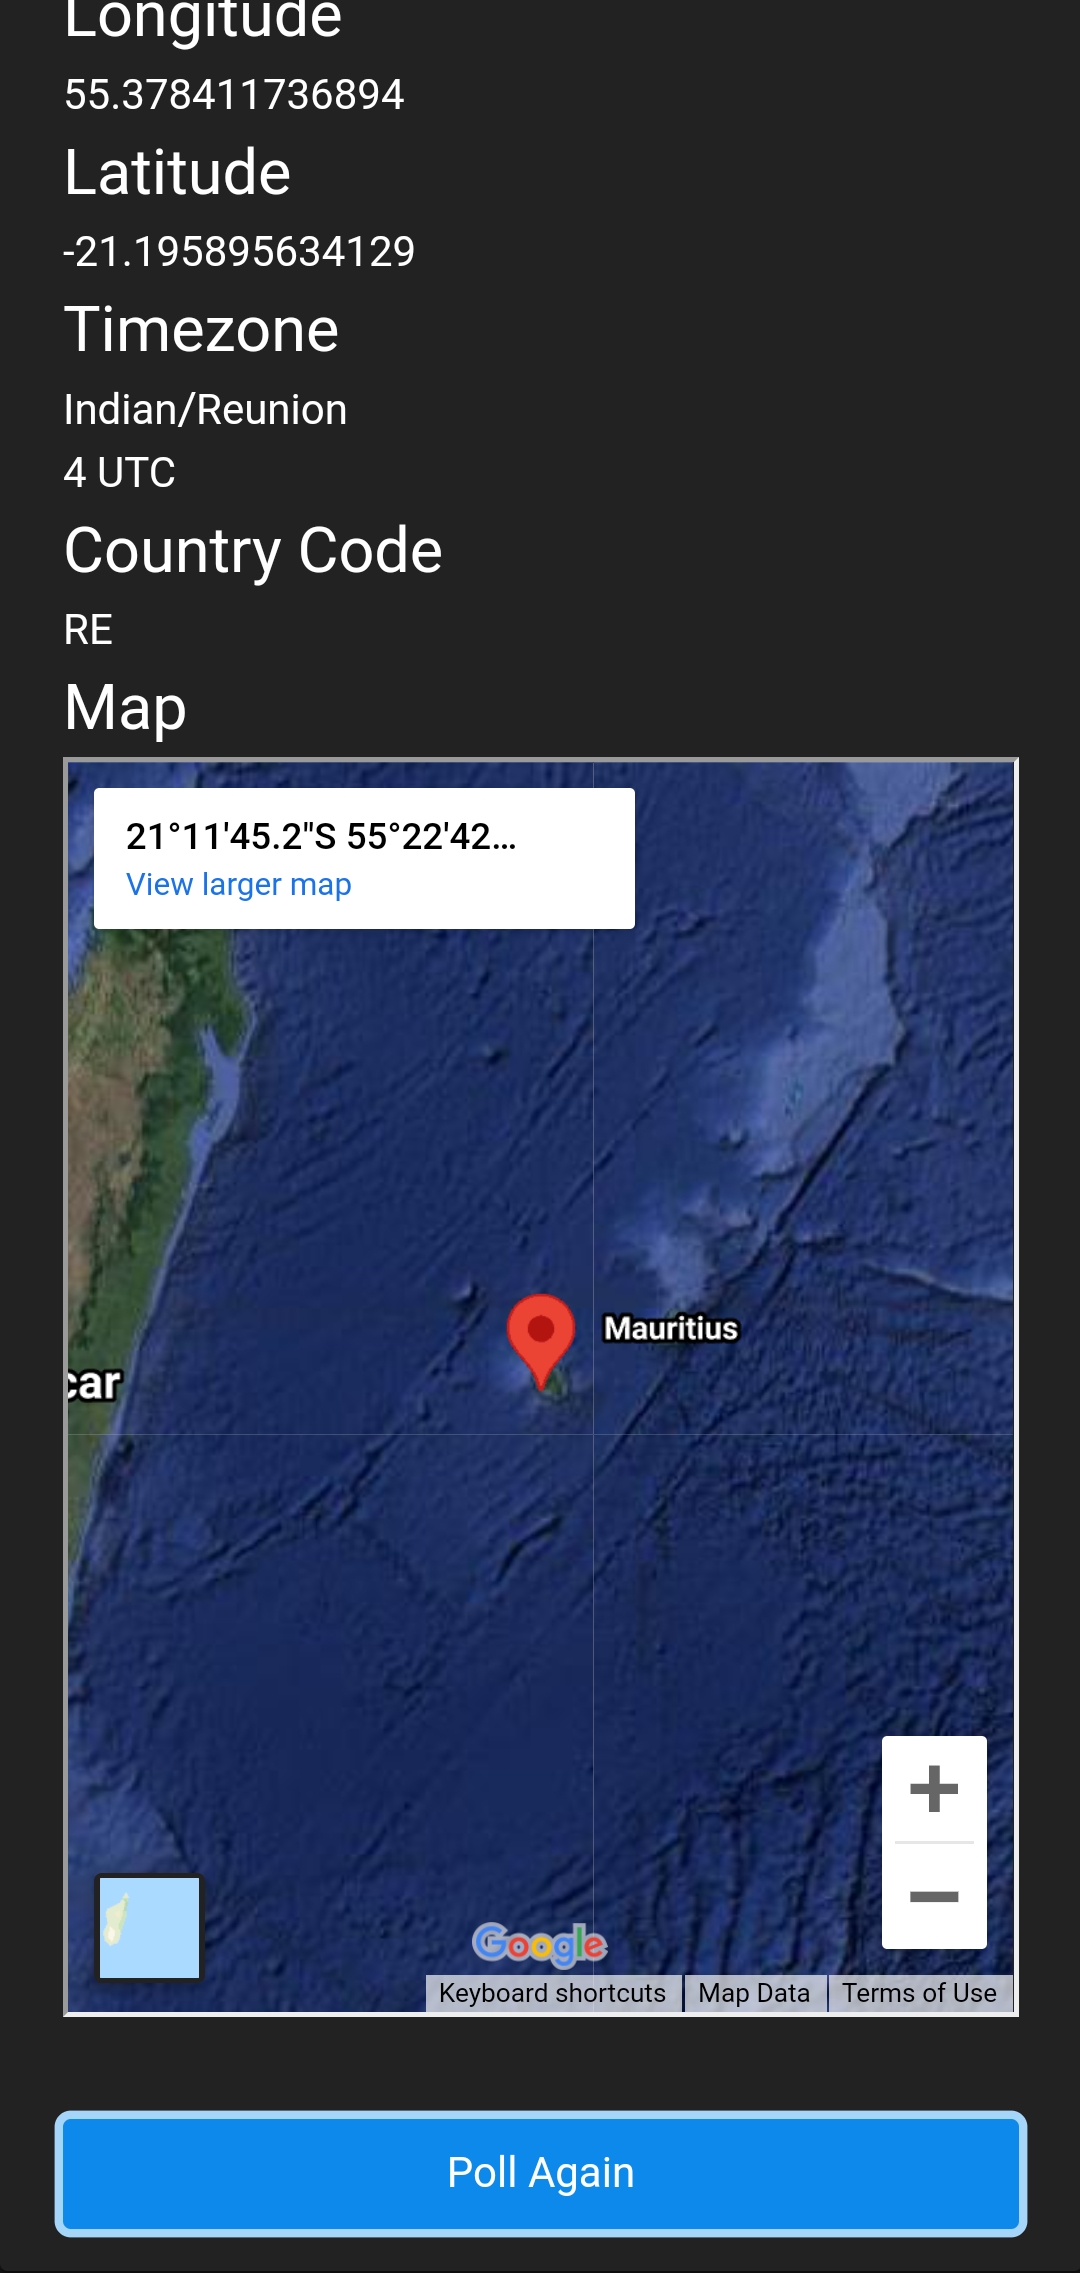 Longitude
55.378411736894
Latitude
-21.195895634129
Timezone
Indian/Reunion
4 UTC
Country Code
RE
Map
21°11'45.2"S 55°22'42...
View larger map
Mauritius
car
Google
Keyboard shortcuts
Map Data
Terms of Use
Poll Again